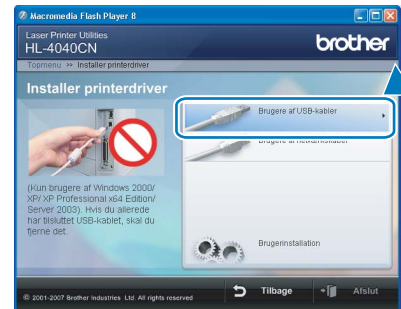 Macromedia Flash Player 8
Laser Printer Utilities
HL-4040CN
brother
Topmenu >> Installer printerdriver
Installer printerdriver
Brugere af USB-kabler
Brugere af netværkskabler
(Kun brugere af Windows 2000/
XP/ XP Professional x64 Edition/
Server 2003). Hvis du allerede
har tilsluttet USB-kablet, skal du
fjerne det.
Brugerinstallation
© 2001-2007 Brother Industries Ltd. All rights reserved
Tilbage
Afslut